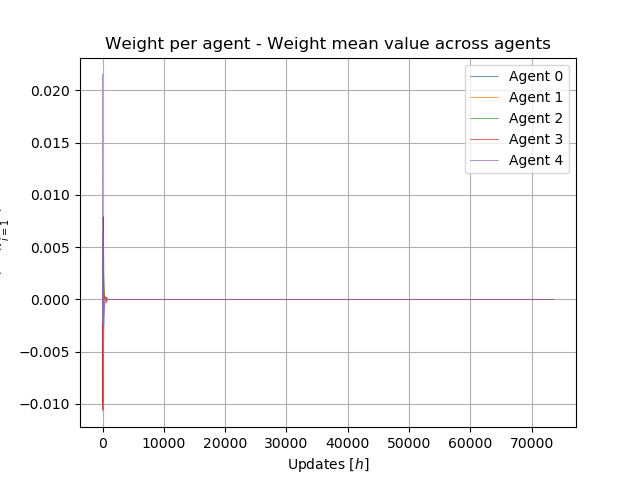 Weight per agent - Weight mean value across agents
Agent 0
Agent 1
Agent 2
Agent 3
Agent 4
0.020
0.015
0.010
0.005
0.000
−0.005
−0.010
0 10000 20000 30000 40000 50000 60000 70000
Updates [h]